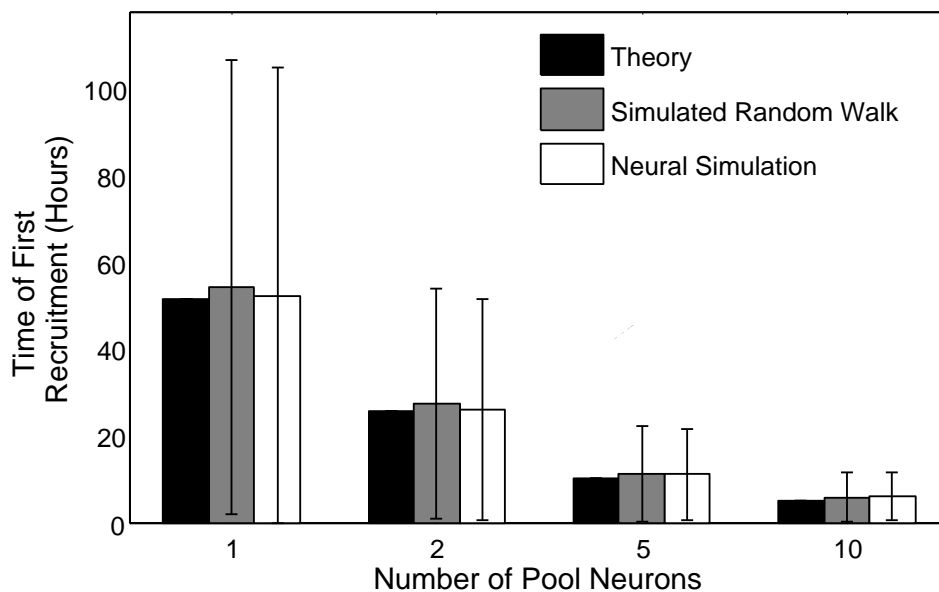 Theory
Simulated Random Walk
Neural Simulation
Time of First
Recruitment (Hours)
100
80
60
40
20
0
1 2 5 10
Number of Pool Neurons